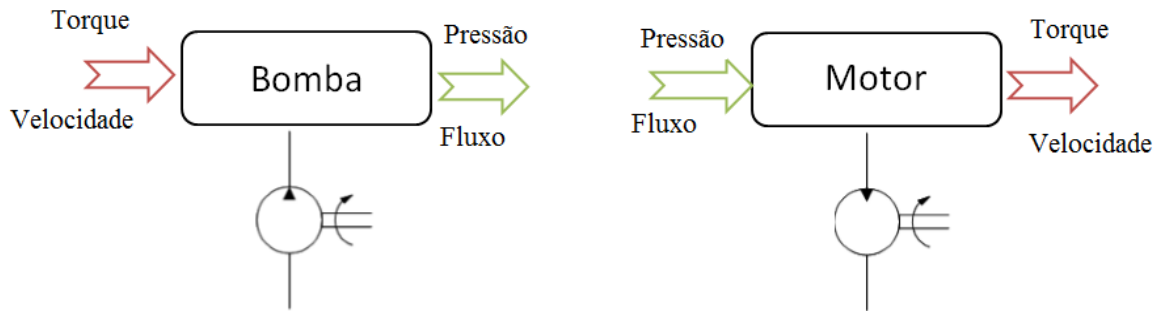 Torque
Velocidade
Bomba
Pressão
Fluxo
Pressão
Fluxo
Motor
Torque
Velocidade